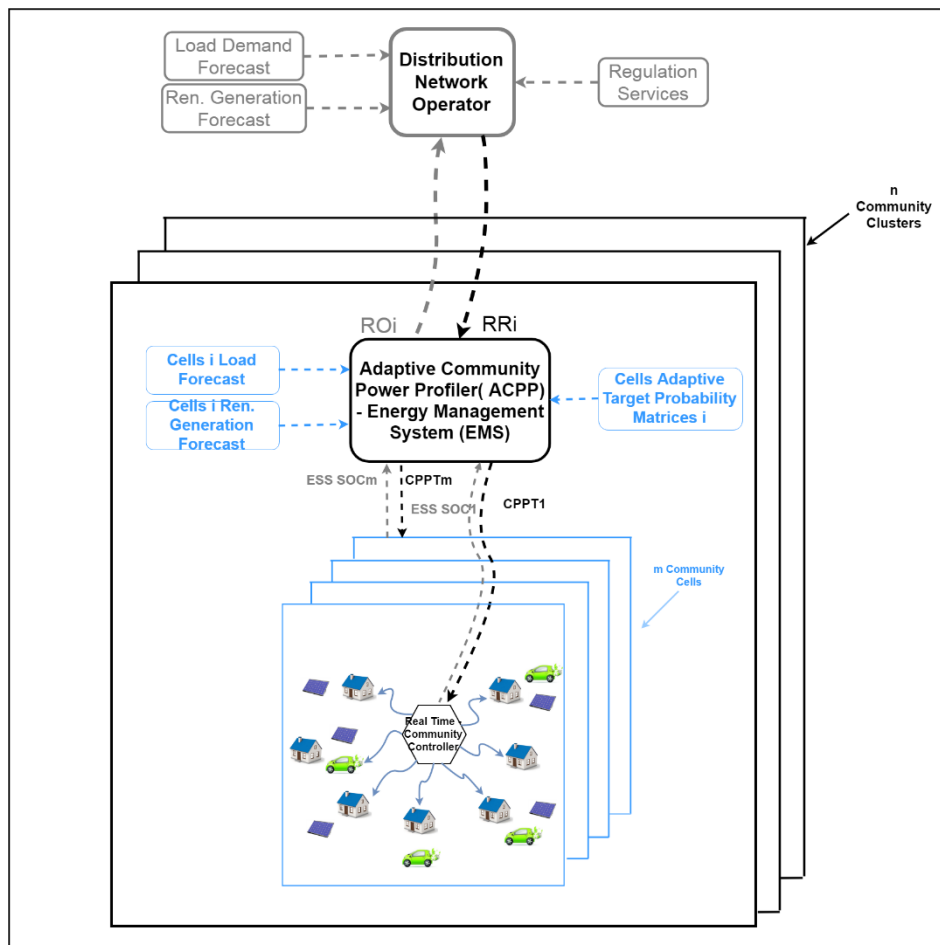 Load Demand
Forecast
Ren. Generation
Forecast
Distribution
Network
Operator
Regulation
Services
n
Community
Clusters
ROi
RRi
Cells i Load
Forecast
Cells i Ren.
Generation
Forecast
Adaptive Community
Power Profiler( ACPP)
- Energy Management
System (EMS)
Cells Adaptive
Target Probability
Matrices i
ESS SOCm
CPPTm
ESS SOC1
CPPT1
m Community
Cells
Real Time -
Community
Controller